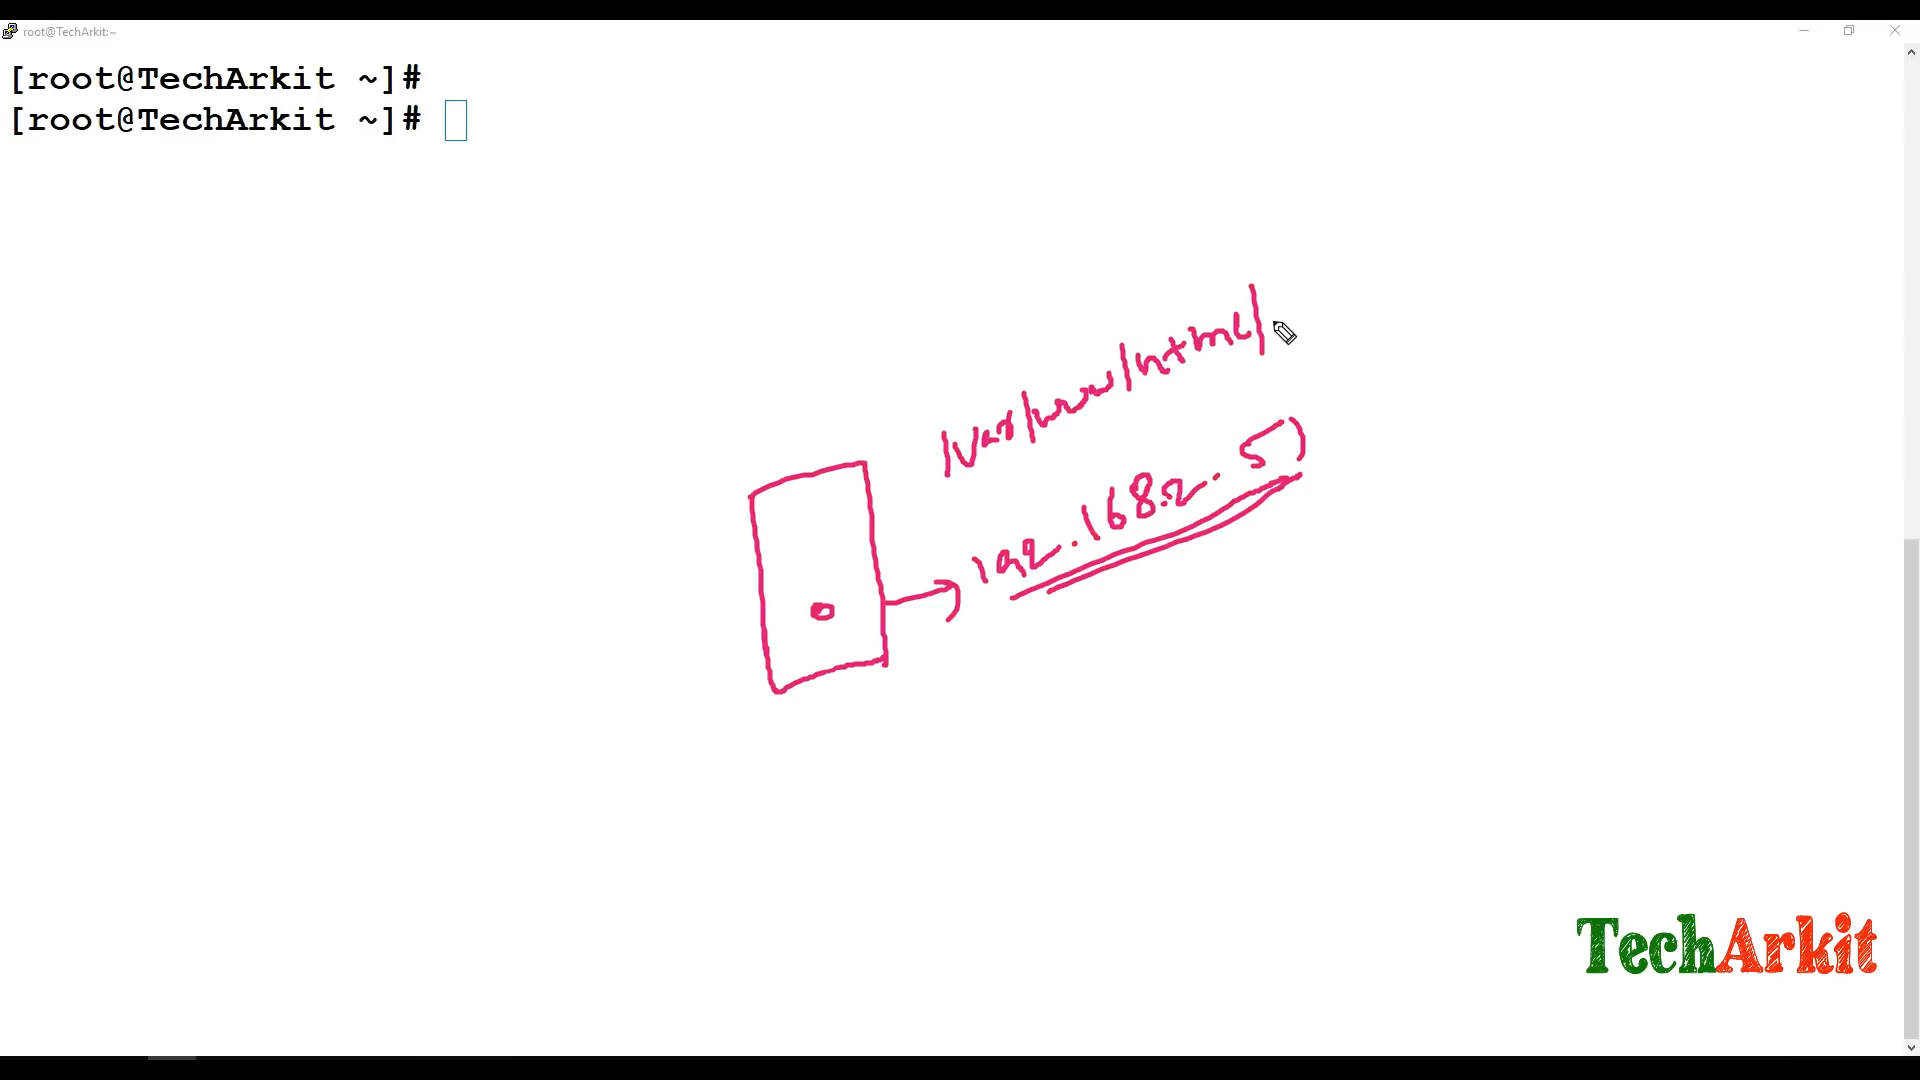 root@TechArkit:~
[root@TechArkit ~]#
[root@TechArkit ~]#
/var/www/html/
192.168.2.5)
TechArkit